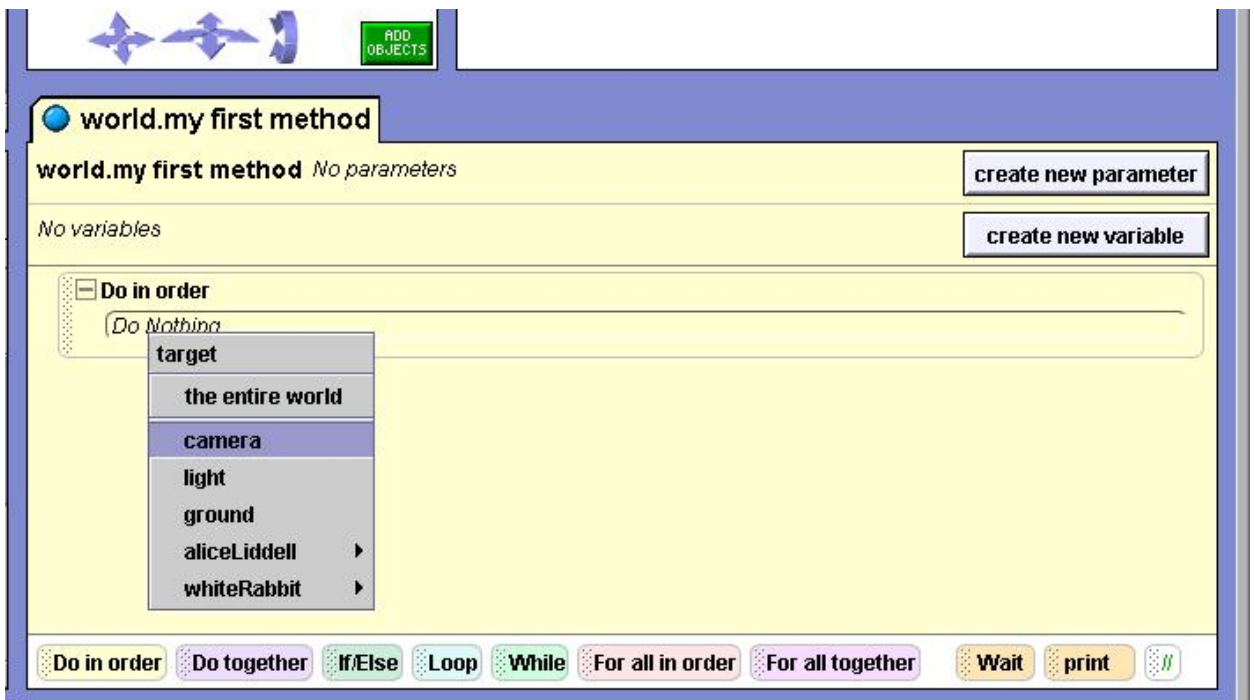 ADD
OBJECTS
world.my first method
world.my first method No parameters
create new parameter
No variables
create new variable
Do in order
Do Nothing
target
the entire world
camera
light
ground
aliceLiddell
whiteRabbit
Do in order Do together If/Else Loop While For all in order For all together Wait print //